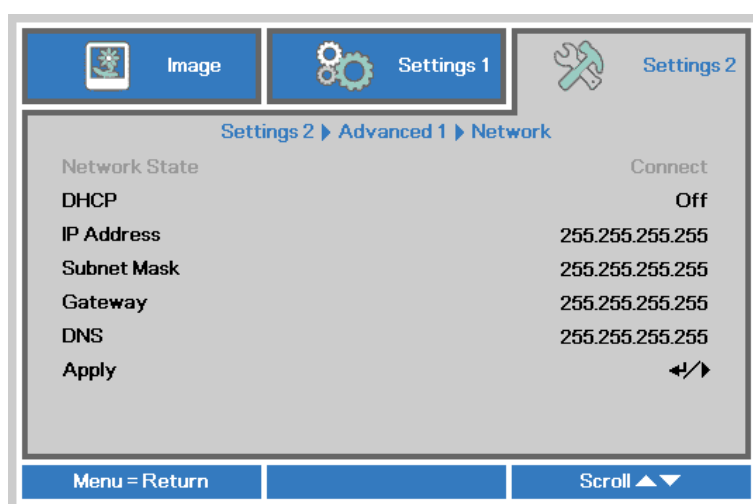 Image Settings 1 Settings 2
Settings 2 ▶ Advanced 1 ▶ Network
Network State Connect
DHCP Off
IP Address 255.255.255.255
Subnet Mask 255.255.255.255
Gateway 255.255.255.255
DNS 255.255.255.255
Apply ↵/▶
Menu = Return Scroll ▲▼